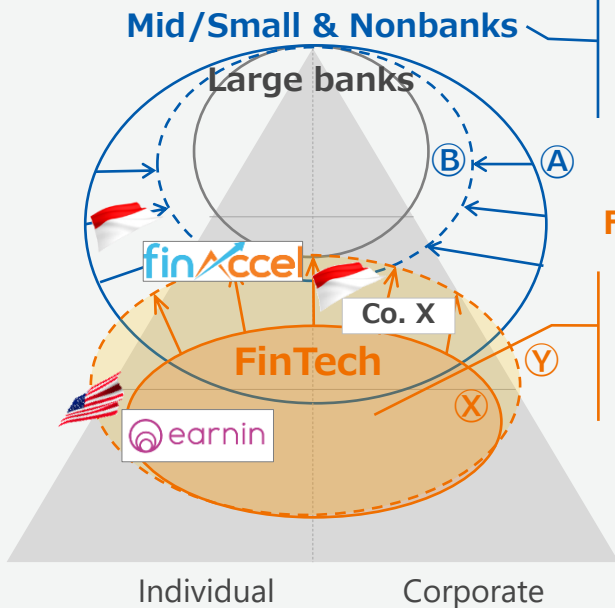 Mid/Small & Nonbanks
Large banks
Ⓑ
Ⓐ
F
finAccel
Co. X
FinTech
Ⓨ
Ⓧ
earnin
Individual
Corporate